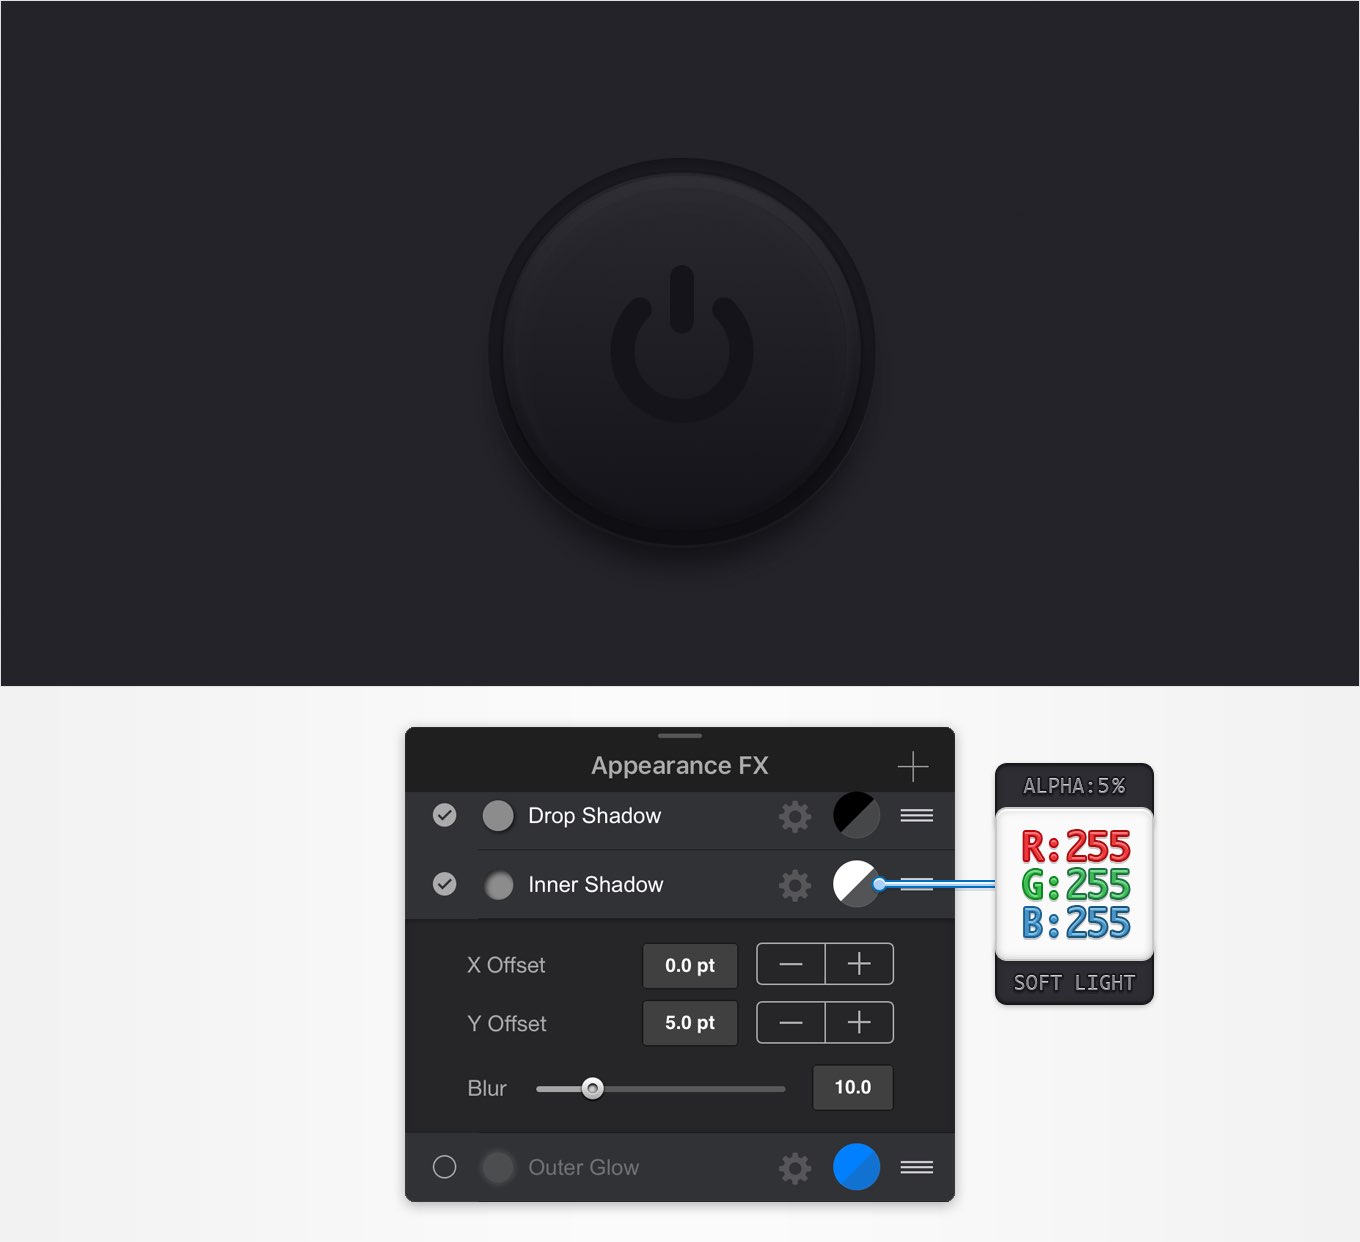 Appearance FX
Drop Shadow
Inner Shadow
X Offset 0.0 pt
Y Offset 5.0 pt
Blur 10.0
Outer Glow
ALPHA:5%
R:255
G:255
B:255
SOFT LIGHT